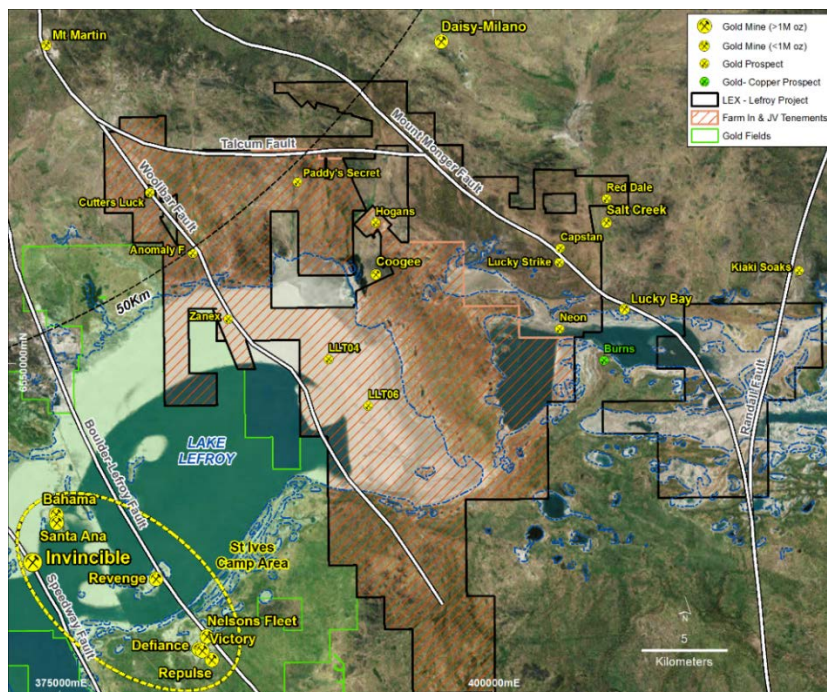 Mt Martin
Daisy-Milano
Gold Mine (>1M oz)
Gold Mine (<1M oz)
Gold Prospect
Gold- Copper Prospect
LEX - Lefroy Project
Farm In & JV Tenements
Gold Fields
Mount Monger Fault
Talcum Fault
Woolibar Fault
Paddy's Secret
Cutters Luck
Hogans
Red Dale
Salt Creek
Anomaly F
Capstan
Lucky Strike
Coogee
Kiaki Soaks
50Km
Zanex
Neon
Lucky Bay
6550000mN
LLT04
Burns
LLT06
Randall Fault
Boulder-Lefroy Fault
LAKE
LEFROY
Bahama
Santa Ana
Invincible
Revenge
St Ives
Camp Area
Speedway Fault
Nelsons Fleet
Victory
Defiance
Repulse
N
5
Kilometers
375000mE
400000mE